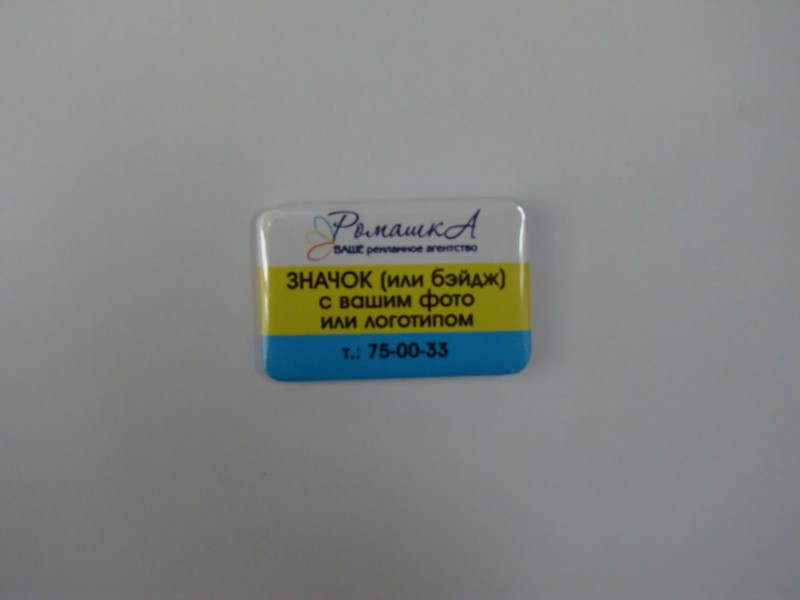 РомашкА
ВАШЕ рекламное агентство
ЗНАЧОК (или бэйдж)
с вашим фото
или логотипом
т.: 75-00-33